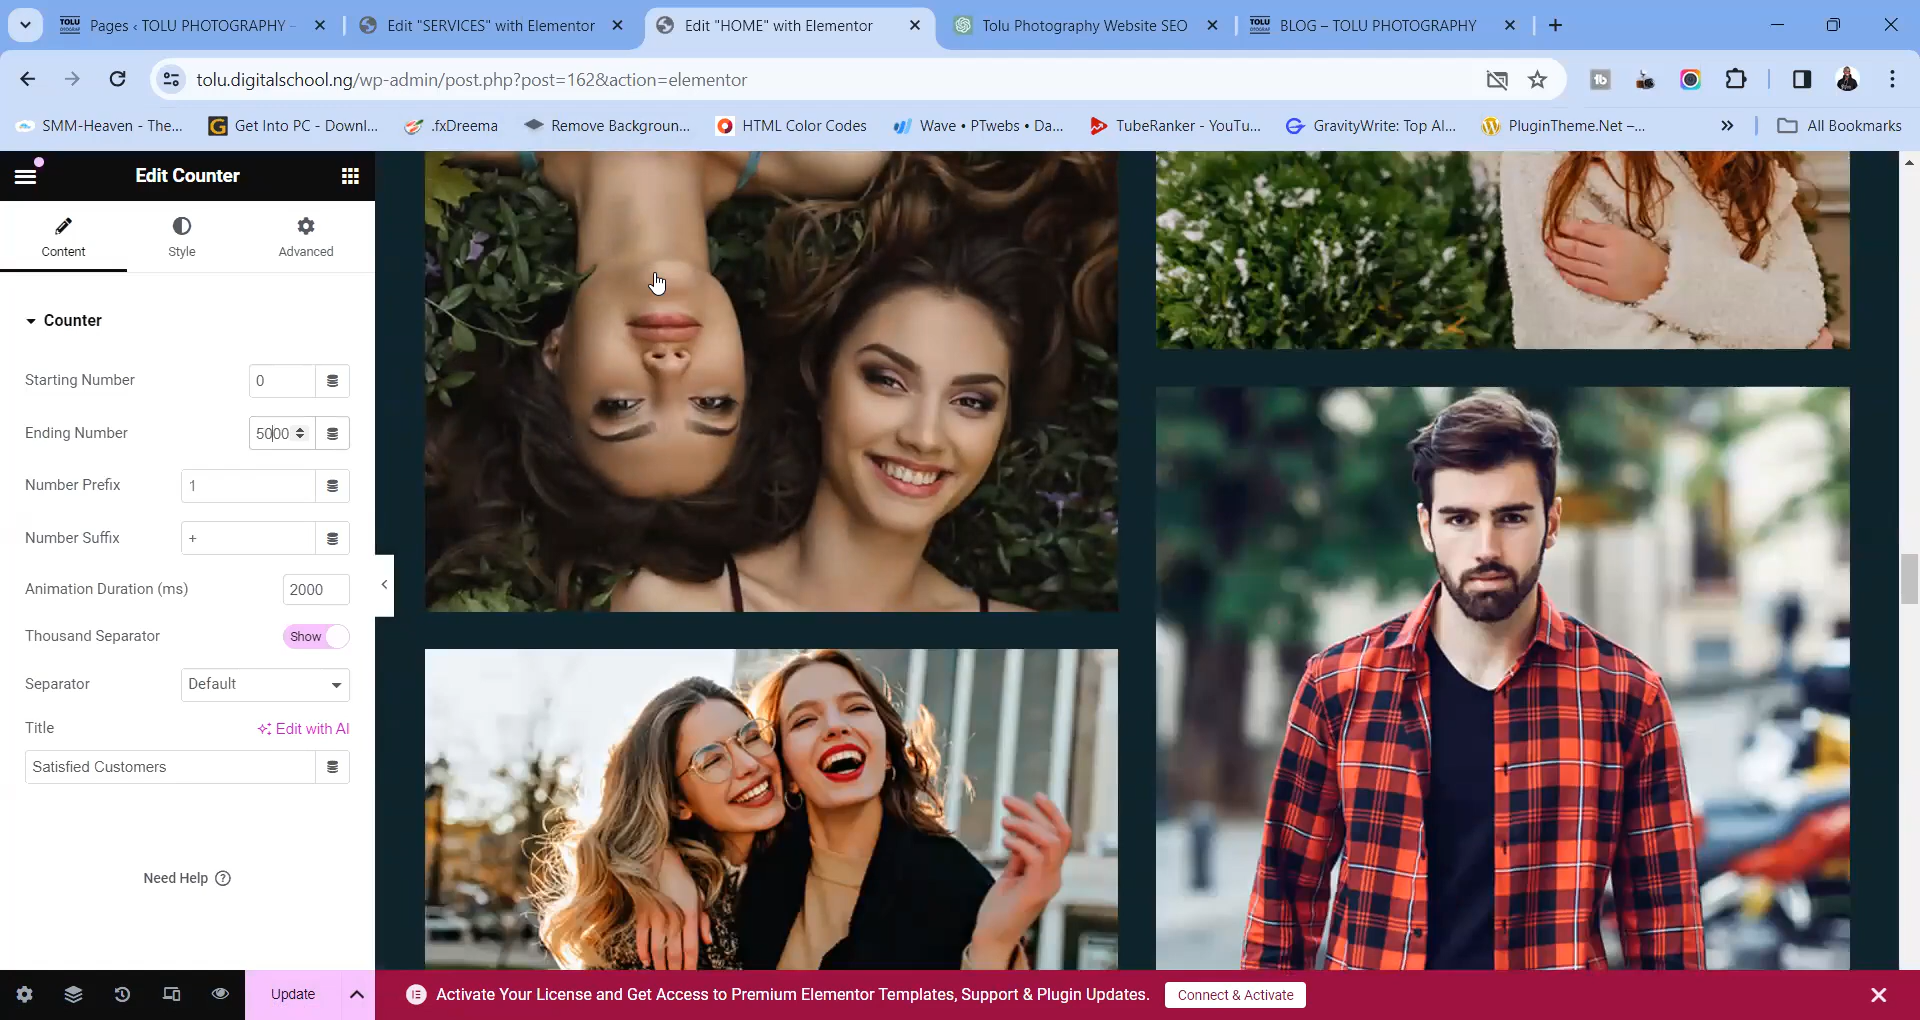 TOLU
Pages ‹ TOLU PHOTOGRAPHY –
Edit "SERVICES" with Elementor
Edit "HOME" with Elementor
Tolu Photography Website SEO
TOLU
BLOG – TOLU PHOTOGRAPHY
tolu.digitalschool.ng/wp-admin/post.php?post=162&action=elementor
SMM-Heaven - The...
Get Into PC - Downl...
.fxDreema
Remove Backgroun...
HTML Color Codes
Wave • PTwebs • Da...
TubeRanker - YouTu...
GravityWrite: Top AI...
PluginTheme.Net –...
All Bookmarks
Edit Counter
Content
Style
Advanced
Counter
Starting Number
0
Ending Number
5000
Number Prefix
1
Number Suffix
+
Animation Duration (ms)
2000
Thousand Separator
Show
Separator
Default
Title
Edit with AI
Satisfied Customers
Need Help
Update
Activate Your License and Get Access to Premium Elementor Templates, Support & Plugin Updates.
Connect & Activate